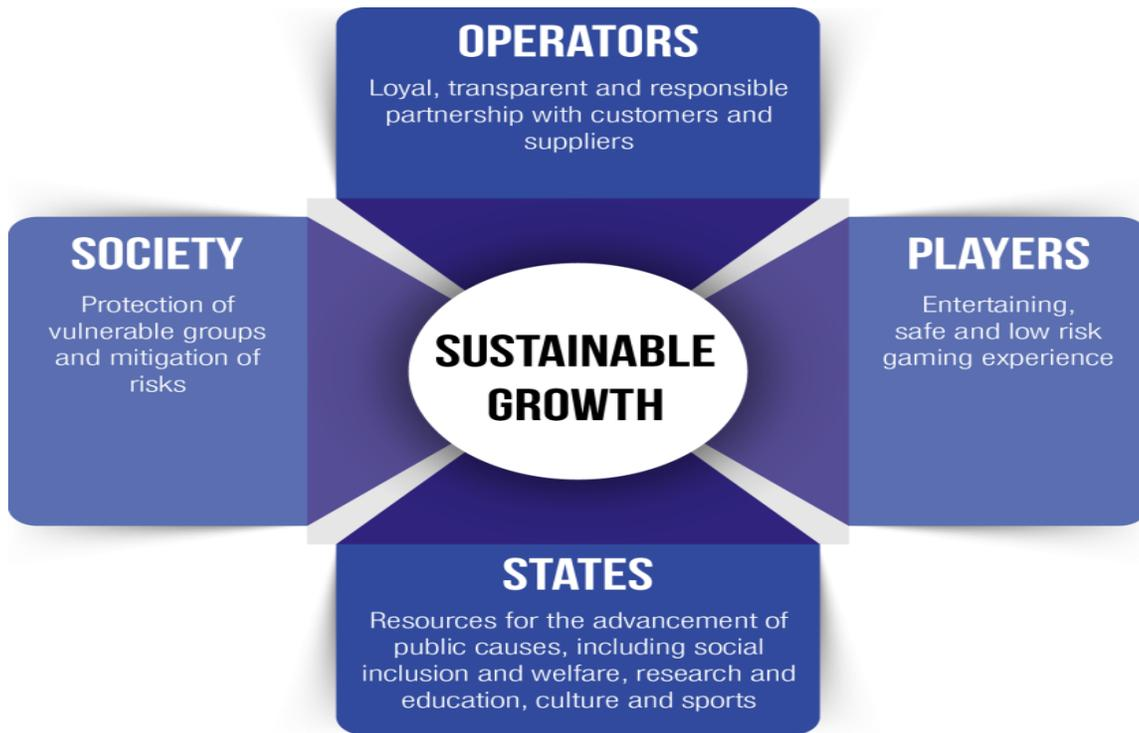 OPERATORS
Loyal, transparent and responsible
partnership with customers and
suppliers
SOCIETY
Protection of
vulnerable groups
and mitigation of
risks
SUSTAINABLE
GROWTH
PLAYERS
Entertaining,
safe and low risk
gaming experience
STATES
Resources for the advancement of
public causes, including social
inclusion and welfare, research and
education, culture and sports